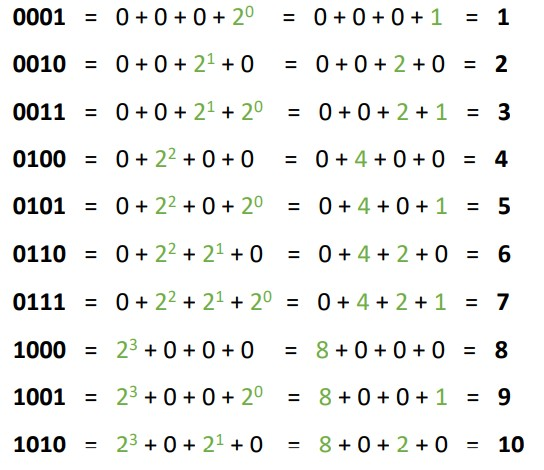 0001 = 0 + 0 + 0 + 2⁰ = 0 + 0 + 0 + 1 = 1
0010 = 0 + 0 + 2¹ + 0 = 0 + 0 + 2 + 0 = 2
0011 = 0 + 0 + 2¹ + 2⁰ = 0 + 0 + 2 + 1 = 3
0100 = 0 + 2² + 0 + 0 = 0 + 4 + 0 + 0 = 4
0101 = 0 + 2² + 0 + 2⁰ = 0 + 4 + 0 + 1 = 5
0110 = 0 + 2² + 2¹ + 0 = 0 + 4 + 2 + 0 = 6
0111 = 0 + 2² + 2¹ + 2⁰ = 0 + 4 + 2 + 1 = 7
1000 = 2³ + 0 + 0 + 0 = 8 + 0 + 0 + 0 = 8
1001 = 2³ + 0 + 0 + 2⁰ = 8 + 0 + 0 + 1 = 9
1010 = 2³ + 0 + 2¹ + 0 = 8 + 0 + 2 + 0 = 10